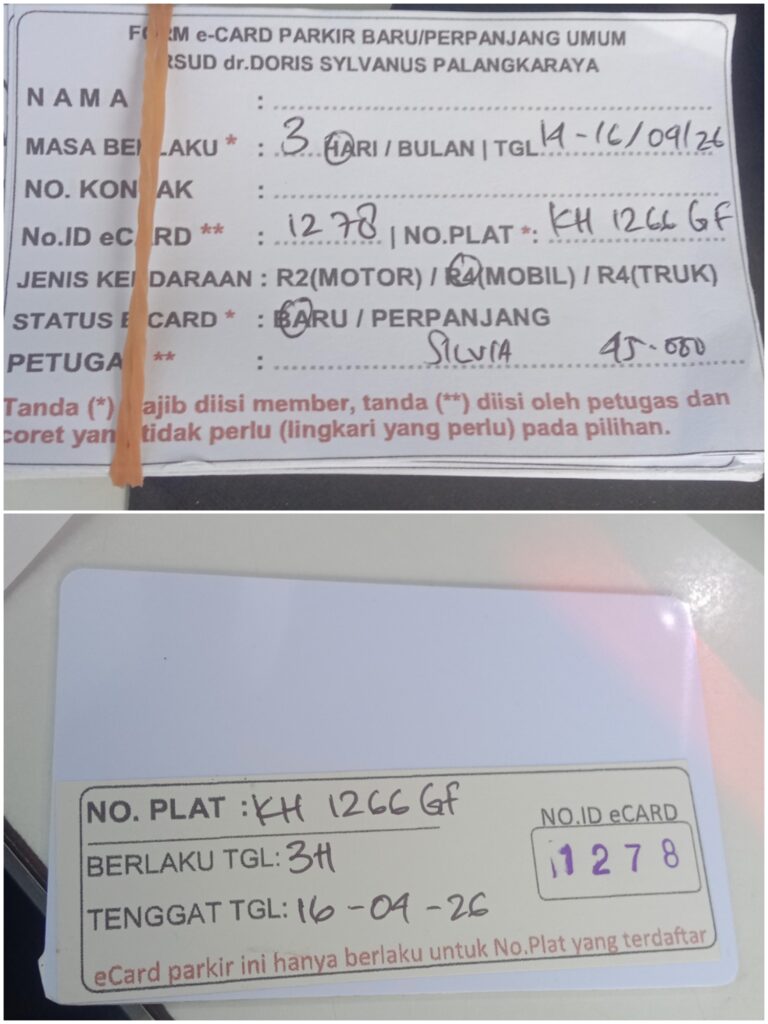 FORM e-CARD PARKIR BARU/PERPANJANG UMUM
RSUD dr.DORIS SYLVANUS PALANGKARAYA
NAMA :
MASA BERLAKU * : 3 HARI / BULAN | TGL 14-16/09/26
NO. KONTAK :
No.ID eCARD ** : 1278 | NO.PLAT *: KH 1266 GF
JENIS KENDARAAN : R2(MOTOR) / R4(MOBIL) / R4(TRUK)
STATUS ECARD * : BARU / PERPANJANG
PETUGAS ** : SILVIA 45.000
Tanda (*) wajib diisi member, tanda (**) diisi oleh petugas dan
coret yang tidak perlu (lingkari yang perlu) pada pilihan.
NO. PLAT : KH 1266 GF
NO.ID eCARD
BERLAKU TGL: 3H
1278
TENGGAT TGL: 16-09-26
eCard parkir ini hanya berlaku untuk No.Plat yang terdaftar